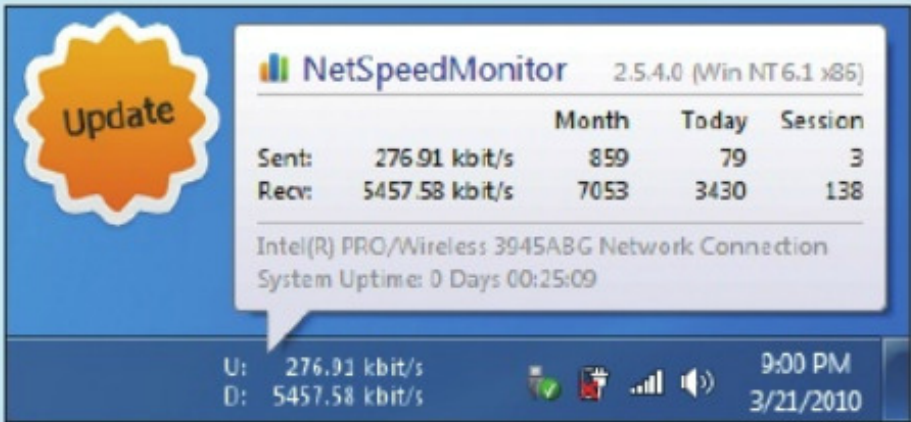 Update
NetSpeedMonitor 2.5.4.0 (Win NT 6.1 x86)
Month Today Session
Sent: 276.91 kbit/s 859 79 3
Recv: 5457.58 kbit/s 7053 3430 138
Intel(R) PRO/Wireless 3945ABG Network Connection
System Uptime: 0 Days 00:25:09
U: 276.91 kbit/s
D: 5457.58 kbit/s
9:00 PM
3/21/2010